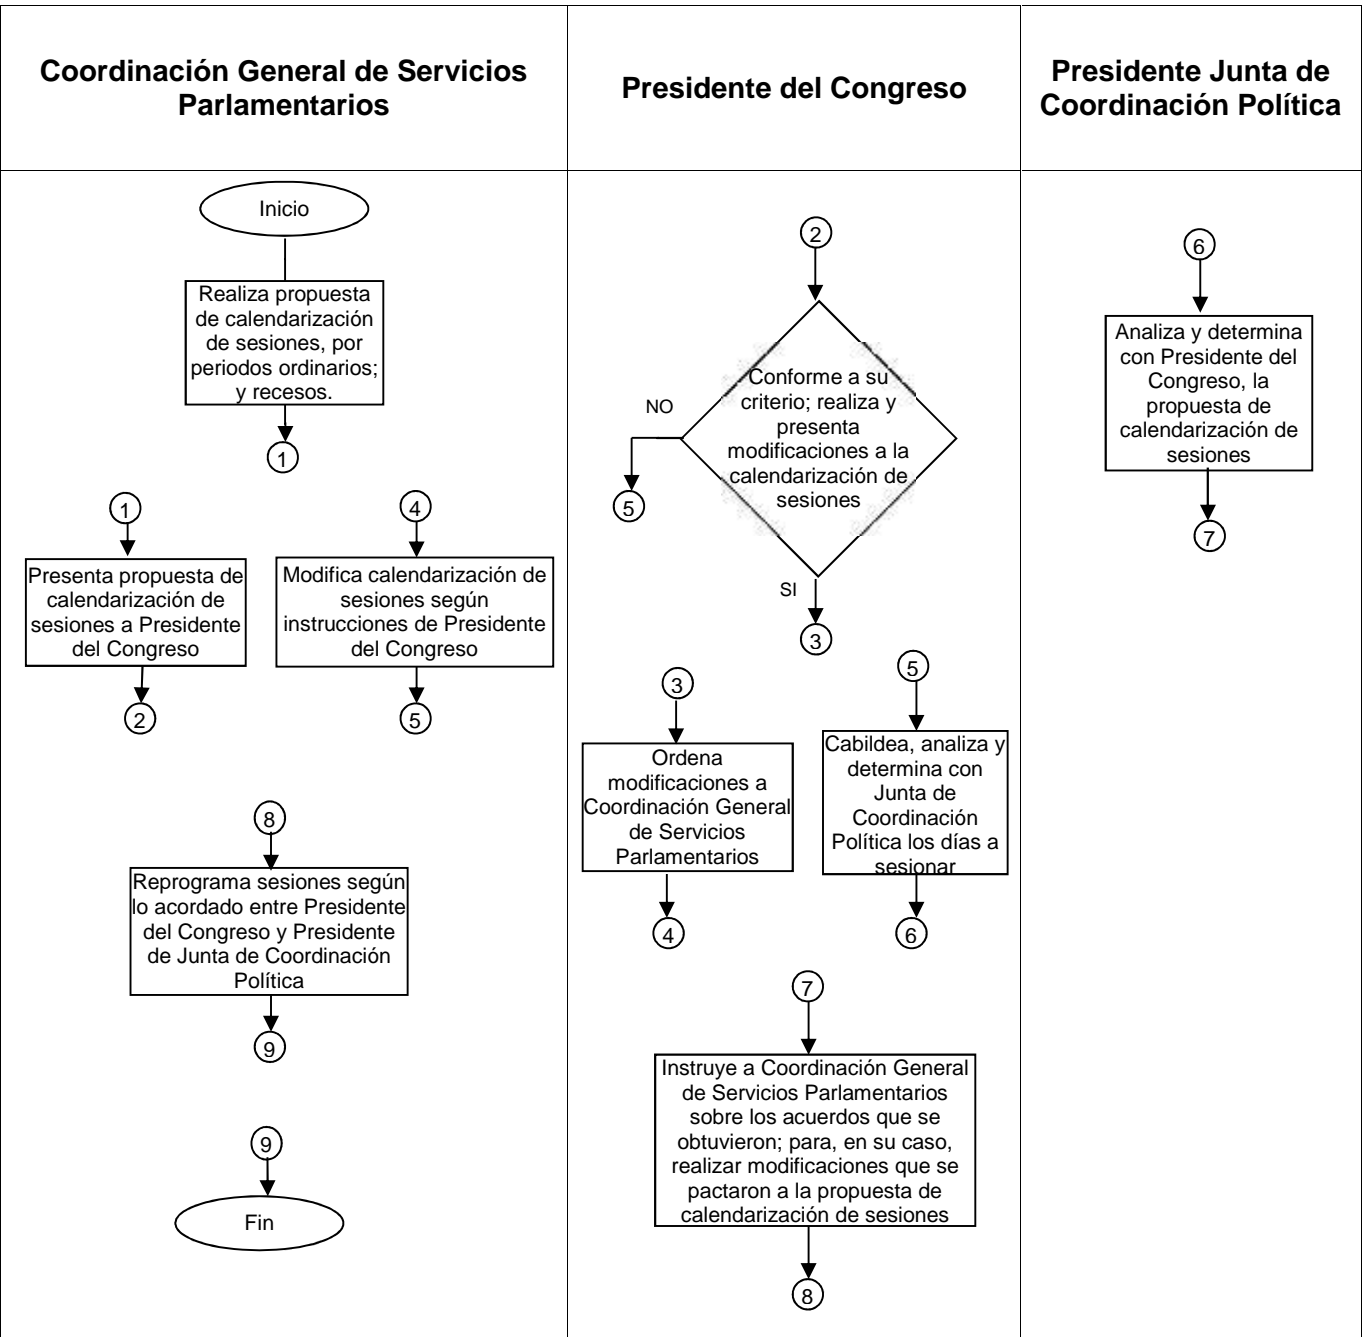 Coordinación General de Servicios
Parlamentarios
Presidente del Congreso
Presidente Junta de
Coordinación Política
Inicio
Realiza propuesta
de calendarización
de sesiones, por
periodos ordinarios;
y recesos.
1
1
Presenta propuesta de
calendarización de
sesiones a Presidente
del Congreso
2
4
Modifica calendarización de
sesiones según
instrucciones de Presidente
del Congreso
5
8
Reprograma sesiones según
lo acordado entre Presidente
del Congreso y Presidente
de Junta de Coordinación
Política
9
9
Fin
2
Conforme a su
criterio; realiza y
presenta
modificaciones a la
calendarización de
sesiones
NO
5
SI
3
3
Ordena
modificaciones a
Coordinación General
de Servicios
Parlamentarios
4
5
Cabildea, analiza y
determina con
Junta de
Coordinación
Política los días a
sesionar
6
7
Instruye a Coordinación General
de Servicios Parlamentarios
sobre los acuerdos que se
obtuvieron; para, en su caso,
realizar modificaciones que se
pactaron a la propuesta de
calendarización de sesiones
8
6
Analiza y determina
con Presidente del
Congreso, la
propuesta de
calendarización de
sesiones
7